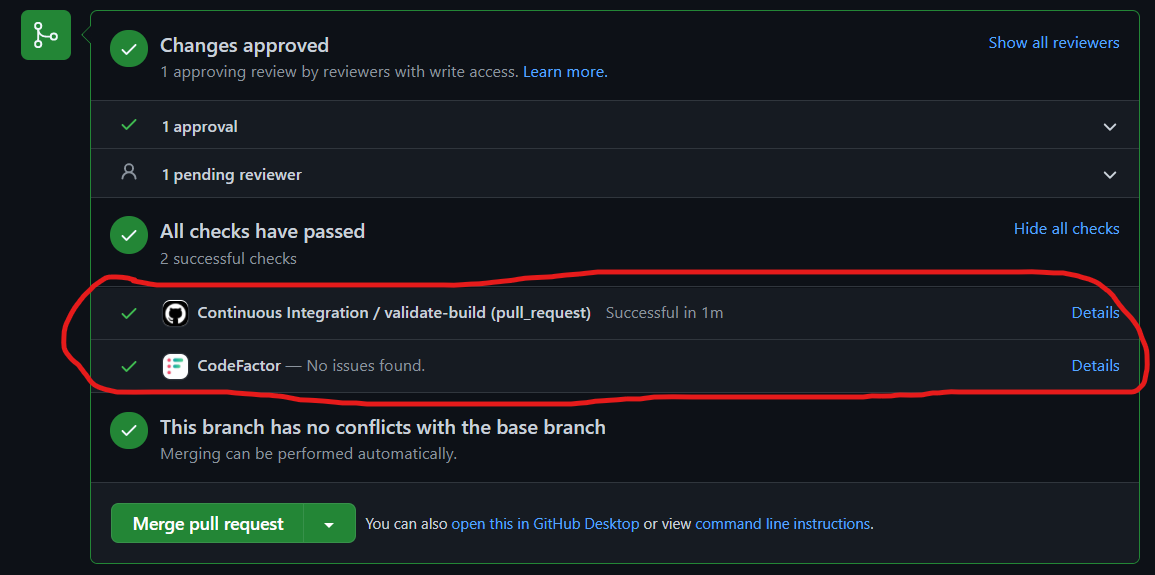 Changes approved
Show all reviewers
1 approving review by reviewers with write access. Learn more.
1 approval
1 pending reviewer
All checks have passed
Hide all checks
2 successful checks
Continuous Integration / validate-build (pull_request) Successful in 1m Details
CodeFactor — No issues found. Details
This branch has no conflicts with the base branch
Merging can be performed automatically.
Merge pull request You can also open this in GitHub Desktop or view command line instructions.